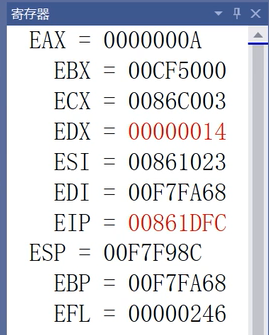 寄存器
EAX = 0000000A
EBX = 00CF5000
ECX = 0086C003
EDX = 00000014
ESI = 00861023
EDI = 00F7FA68
EIP = 00861DFC
ESP = 00F7F98C
EBP = 00F7FA68
EFL = 00000246